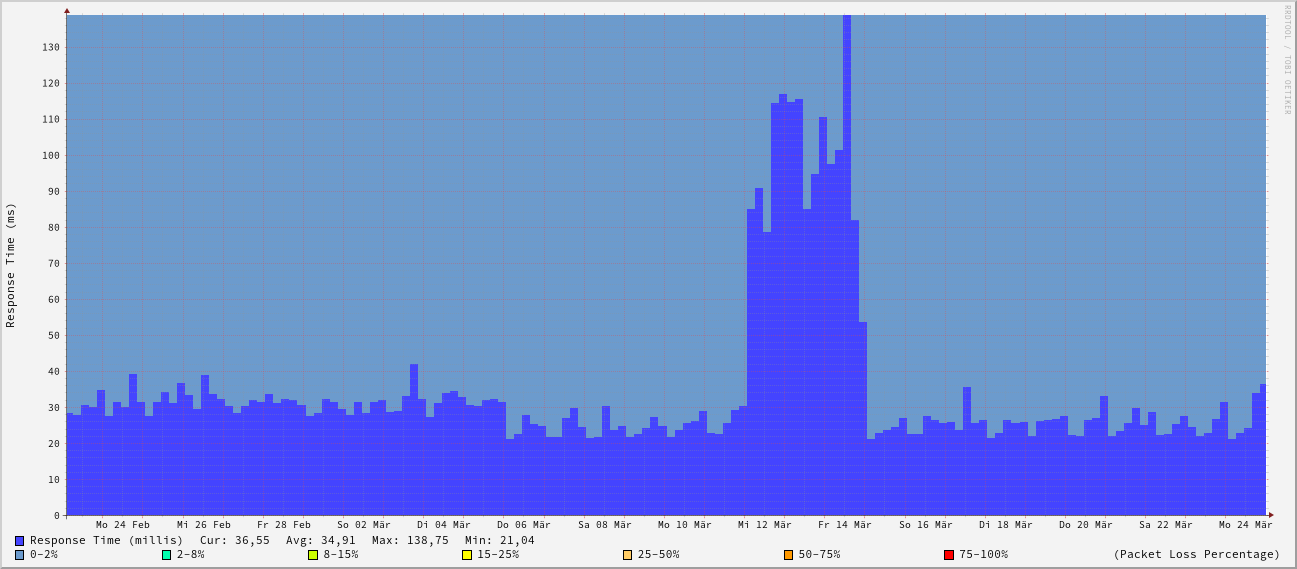 RRDTOOL / TOBI OETIKER
Response Time (ms)
130
120
110
100
90
80
70
60
50
40
30
20
10
0
Mo 24 Feb Mi 26 Feb Fr 28 Feb So 02 Mär Di 04 Mär Do 06 Mär Sa 08 Mär Mo 10 Mär Mi 12 Mär Fr 14 Mär So 16 Mär Di 18 Mär Do 20 Mär Sa 22 Mär Mo 24 Mär
Response Time (millis) Cur: 36,55 Avg: 34,91 Max: 138,75 Min: 21,04
0-2% 2-8% 8-15% 15-25% 25-50% 50-75% 75-100% (Packet Loss Percentage)